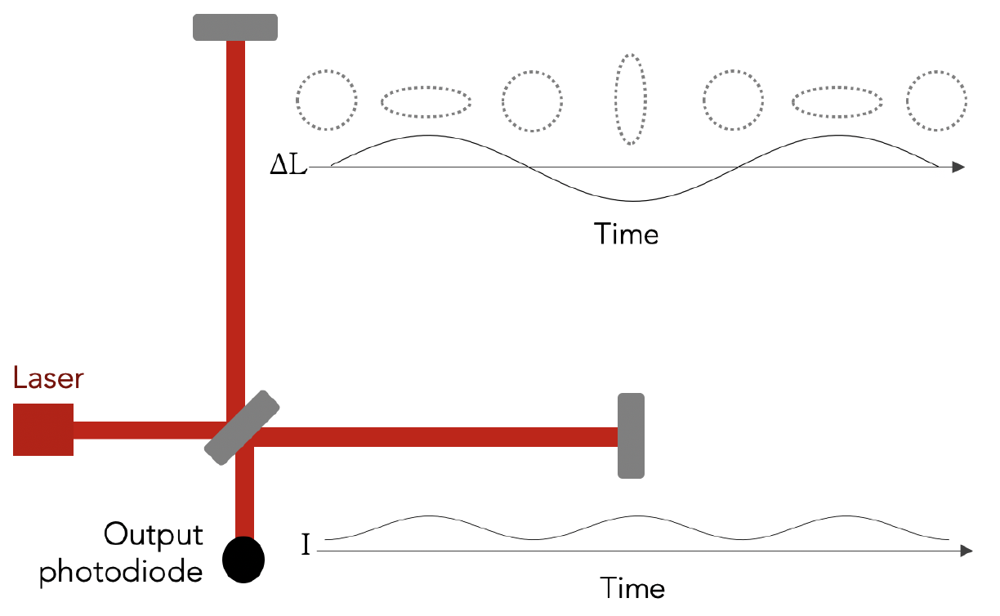 ΔL
Time
Laser
Output
photodiode
I
Time